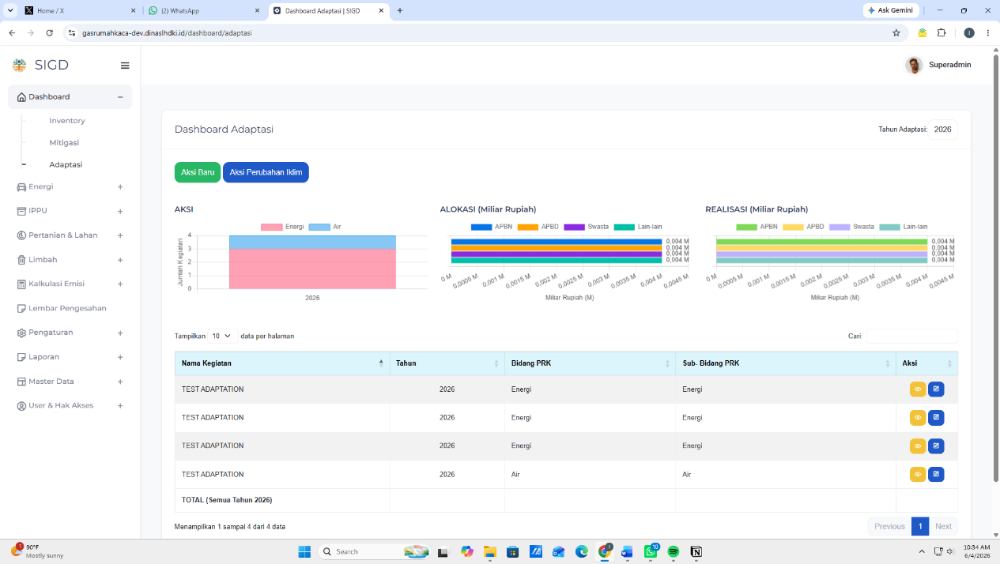 Home / X
(2) WhatsApp
Dashboard Adaptasi | SIGD
Ask Gemini
gasrumahkaca-dev.dinaslhdki.id/dashboard/adaptasi
I
SIGD
Superadmin
Dashboard
Inventory
Mitigasi
Adaptasi
Energi
IPPU
Pertanian & Lahan
Limbah
Kalkulasi Emisi
Lembar Pengesahan
Pengaturan
Laporan
Master Data
User & Hak Akses
Dashboard Adaptasi
Tahun Adaptasi: 2026
Aksi Baru
Aksi Perubahan Iklim
AKSI
Energi Air
Jumlah Kegiatan
4
3
2
1
0
2026
ALOKASI (Miliar Rupiah)
APBN APBD Swasta Lain-lain
0,004 M
0,004 M
0,004 M
0,004 M
0 M 0,0005 M 0,001 M 0,0015 M 0,002 M 0,0025 M 0,003 M 0,0035 M 0,004 M 0,0045 M
Miliar Rupiah (M)
REALISASI (Miliar Rupiah)
APBN APBD Swasta Lain-lain
0,004 M
0,004 M
0,004 M
0,004 M
0 M 0,0005 M 0,001 M 0,0015 M 0,002 M 0,0025 M 0,003 M 0,0035 M 0,004 M 0,0045 M
Miliar Rupiah (M)
Tampilkan 10 data per halaman
Cari:
Nama Kegiatan Tahun Bidang PRK Sub- Bidang PRK Aksi
TEST ADAPTATION 2026 Energi Energi
TEST ADAPTATION 2026 Energi Energi
TEST ADAPTATION 2026 Energi Energi
TEST ADAPTATION 2026 Air Air
TOTAL (Semua Tahun 2026)
Menampilkan 1 sampai 4 dari 4 data
Previous 1 Next
1
90°F
Mostly sunny
Search
1
10
10:34 AM
6/4/2026